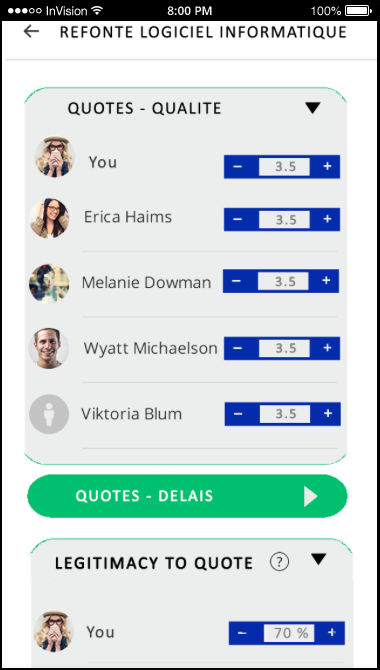 InVision 8:00 PM 100%
REFONTE LOGICIEL INFORMATIQUE
QUOTES - QUALITE
You − 3.5 +
Erica Haims − 3.5 +
Melanie Dowman − 3.5 +
Wyatt Michaelson − 3.5 +
Viktoria Blum − 3.5 +
QUOTES - DELAIS
LEGITIMACY TO QUOTE ?
You − 70 % +